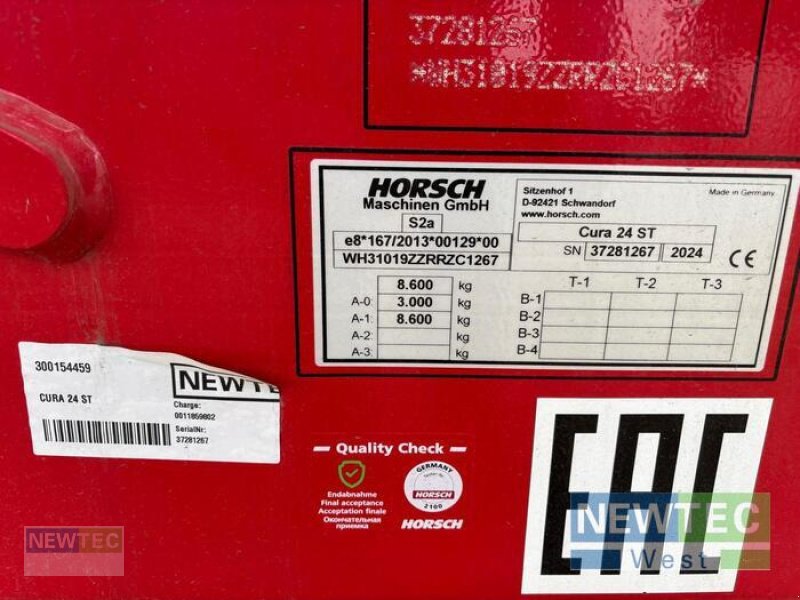 37281267
*WH31019ZZRRZC1267*
HORSCH
Maschinen GmbH
Sitzenhof 1
D-92421 Schwandorf
www.horsch.com
Made in Germany
S2a
e8*167/2013*00129*00
WH31019ZZRRZC1267
Cura 24 ST
SN 37281267 2024
CE
8.600 kg
A-0: 3.000 kg
A-1: 8.600 kg
A-2: kg
A-3: kg
T-1 T-2 T-3
B-1
B-2
B-3
B-4
300154459
CURA 24 ST
NEWTE
Charge:
0011859802
SerialNr.:
37281267
Quality Check
Endabnahme
Final acceptance
Acceptation finale
Окончательная
приемка
GERMANY
HORSCH
2100
HORSCH
EAC
NEWTEC
West
NEWTEC